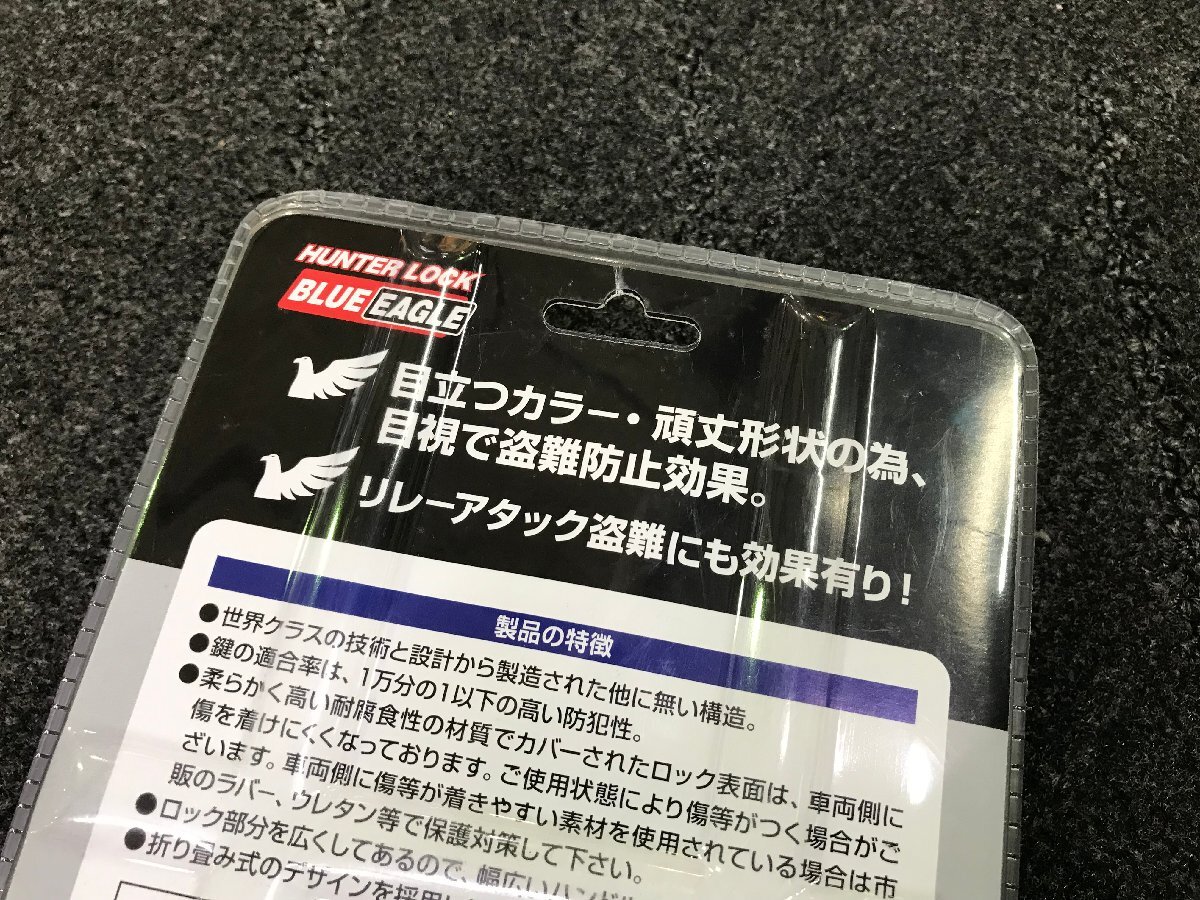 HUNTER LOCK
BLUE EAGLE
目立つカラー・頑丈形状の為、
目視で盗難防止効果。
リレーアタック盗難にも効果有り!
製品の特徴
●世界クラスの技術と設計から製造された他に無い構造。
●鍵の適合率は、1万分の1以下の高い防犯性。
●柔らかく高い耐腐食性の材質でカバーされたロック表面は、車両側に
傷を着けにくくなっております。ご使用状態により傷等がつく場合がご
ざいます。車両側に傷等が着きやすい素材を使用されている場合は市
販のラバー、ウレタン等で保護対策して下さい。
●ロック部分を広くしてあるので、幅広いハンドル
●折り畳み式のデザインを採用し